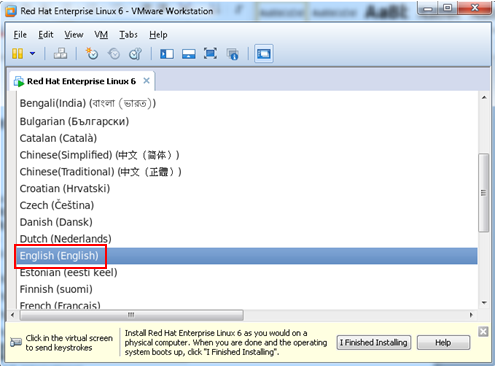 Red Hat Enterprise Linux 6 - VMware Workstation
File Edit View VM Tabs Help
Red Hat Enterprise Linux 6
Bengali(India) (বাংলা (ভারত))
Bulgarian (Български)
Catalan (Català)
Chinese(Simplified) (中文（简体）)
Chinese(Traditional) (中文（正體）)
Croatian (Hrvatski)
Czech (Čeština)
Danish (Dansk)
Dutch (Nederlands)
English (English)
Estonian (eesti keel)
Finnish (suomi)
French (Français)
Click in the virtual screen
to send keystrokes
Install Red Hat Enterprise Linux 6 as you would on a
physical computer. When you are done and the operating
system boots up, click "I Finished Installing".
I Finished Installing
Help